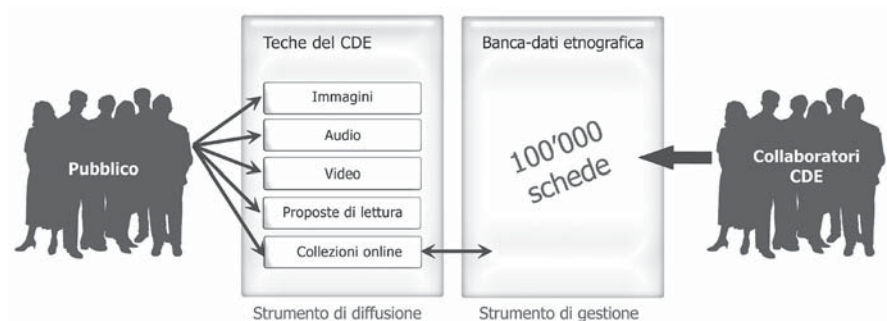 Teche del CDE
Banca-dati etnografica
Immagini
Audio
Video
Proposte di lettura
Collezioni online
Pubblico
100'000
schede
Collaboratori
CDE
Strumento di diffusione
Strumento di gestione